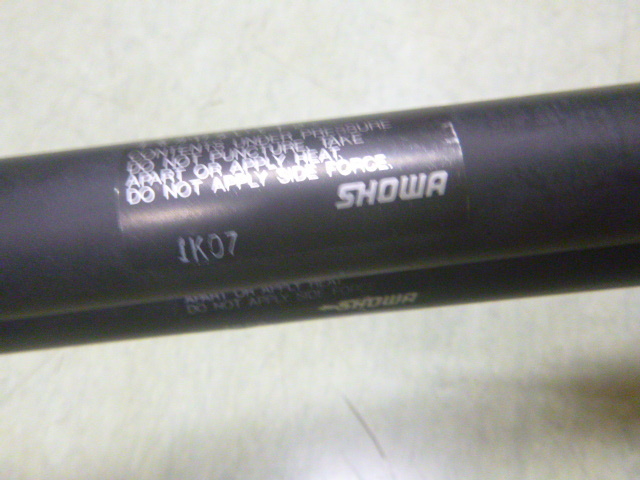 CONTENTS UNDER PRESSURE
DO NOT PUNCTURE, TAKE
APART OR APPLY HEAT.
DO NOT APPLY SIDE FORCE.
SHOWA
1K07
APART OR APPLY HEAT
DO NOT APPLY SIDE FORCE
SHOWA